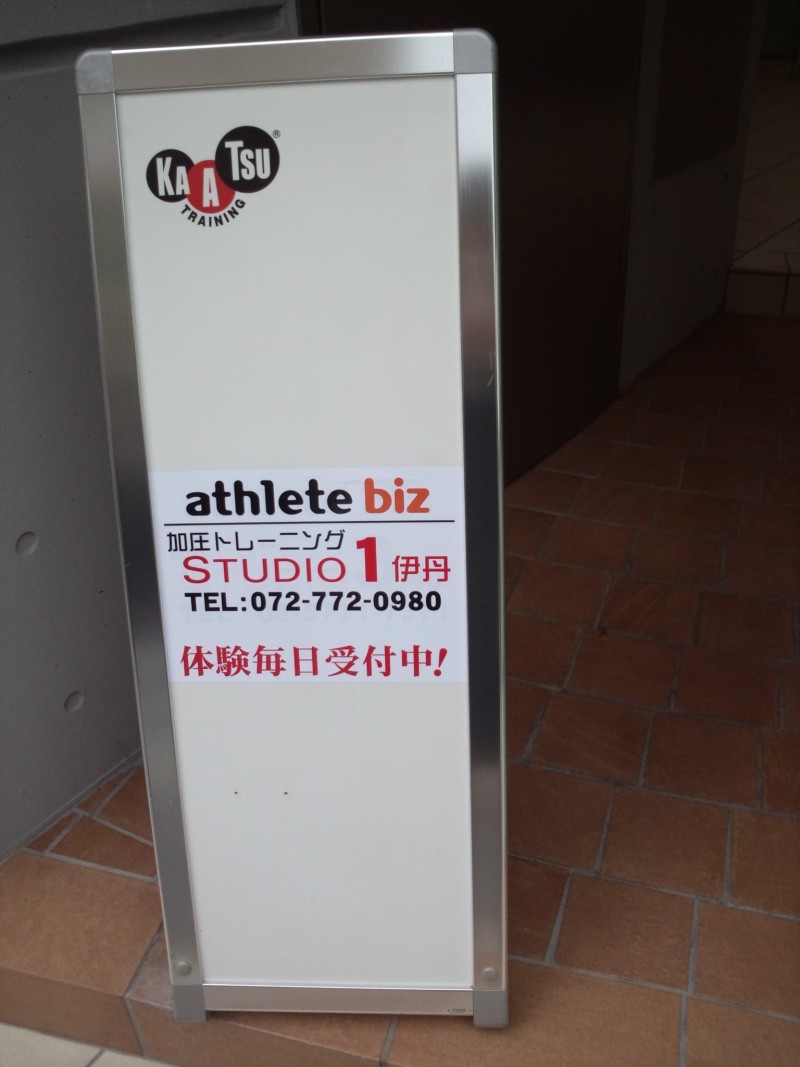 KAATSU®
TRAINING
athlete biz
加圧トレーニング
STUDIO 1 伊丹
TEL:072-772-0980
体験毎日受付中!